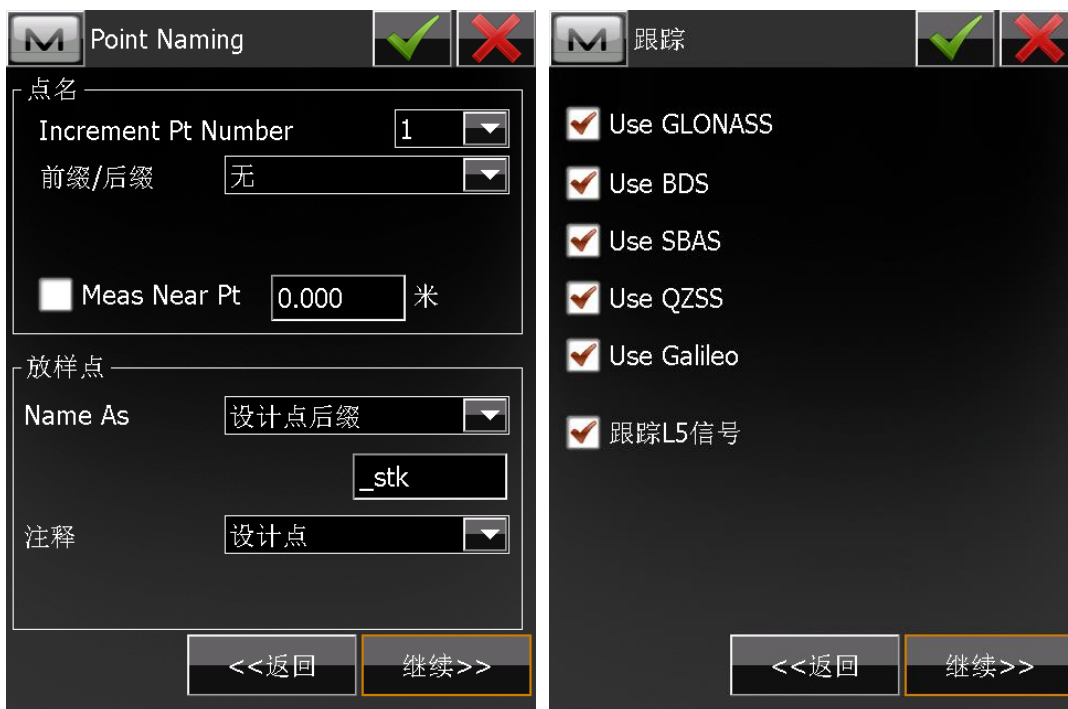 Point Naming
点名
Increment Pt Number 1
前缀/后缀 无
Meas Near Pt 0.000 米
放样点
Name As 设计点后缀
_stk
注释 设计点
<<返回 继续>>
跟踪
Use GLONASS
Use BDS
Use SBAS
Use QZSS
Use Galileo
跟踪L5信号
<<返回 继续>>